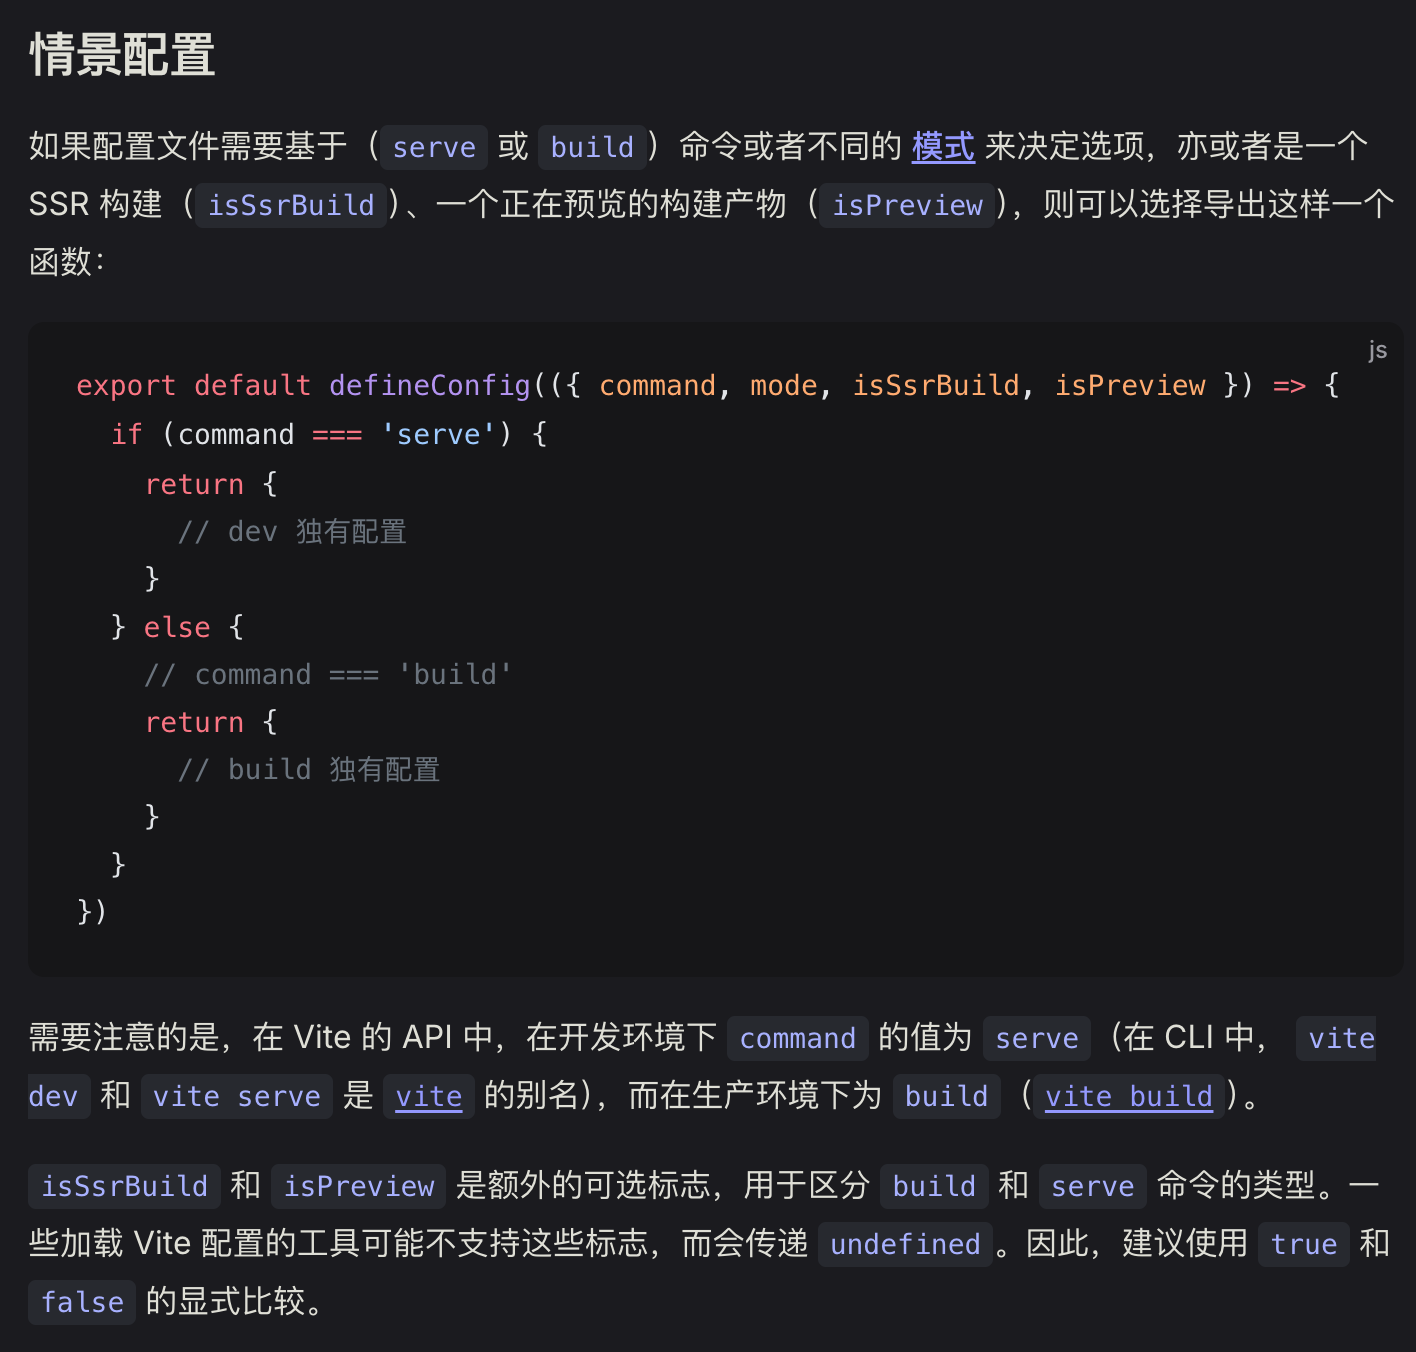 情景配置
如果配置文件需要基于（serve 或 build）命令或者不同的 模式 来决定选项，亦或者是一个
SSR 构建（isSsrBuild）、一个正在预览的构建产物（isPreview），则可以选择导出这样一个
函数：
js
export default defineConfig(({ command, mode, isSsrBuild, isPreview }) => {
  if (command === 'serve') {
    return {
      // dev 独有配置
    }
  } else {
    // command === 'build'
    return {
      // build 独有配置
    }
  }
})
需要注意的是，在 Vite 的 API 中，在开发环境下 command 的值为 serve（在 CLI 中， vite
dev 和 vite serve 是 vite 的别名），而在生产环境下为 build（vite build）。
isSsrBuild 和 isPreview 是额外的可选标志，用于区分 build 和 serve 命令的类型。一
些加载 Vite 配置的工具可能不支持这些标志，而会传递 undefined。因此，建议使用 true 和
false 的显式比较。